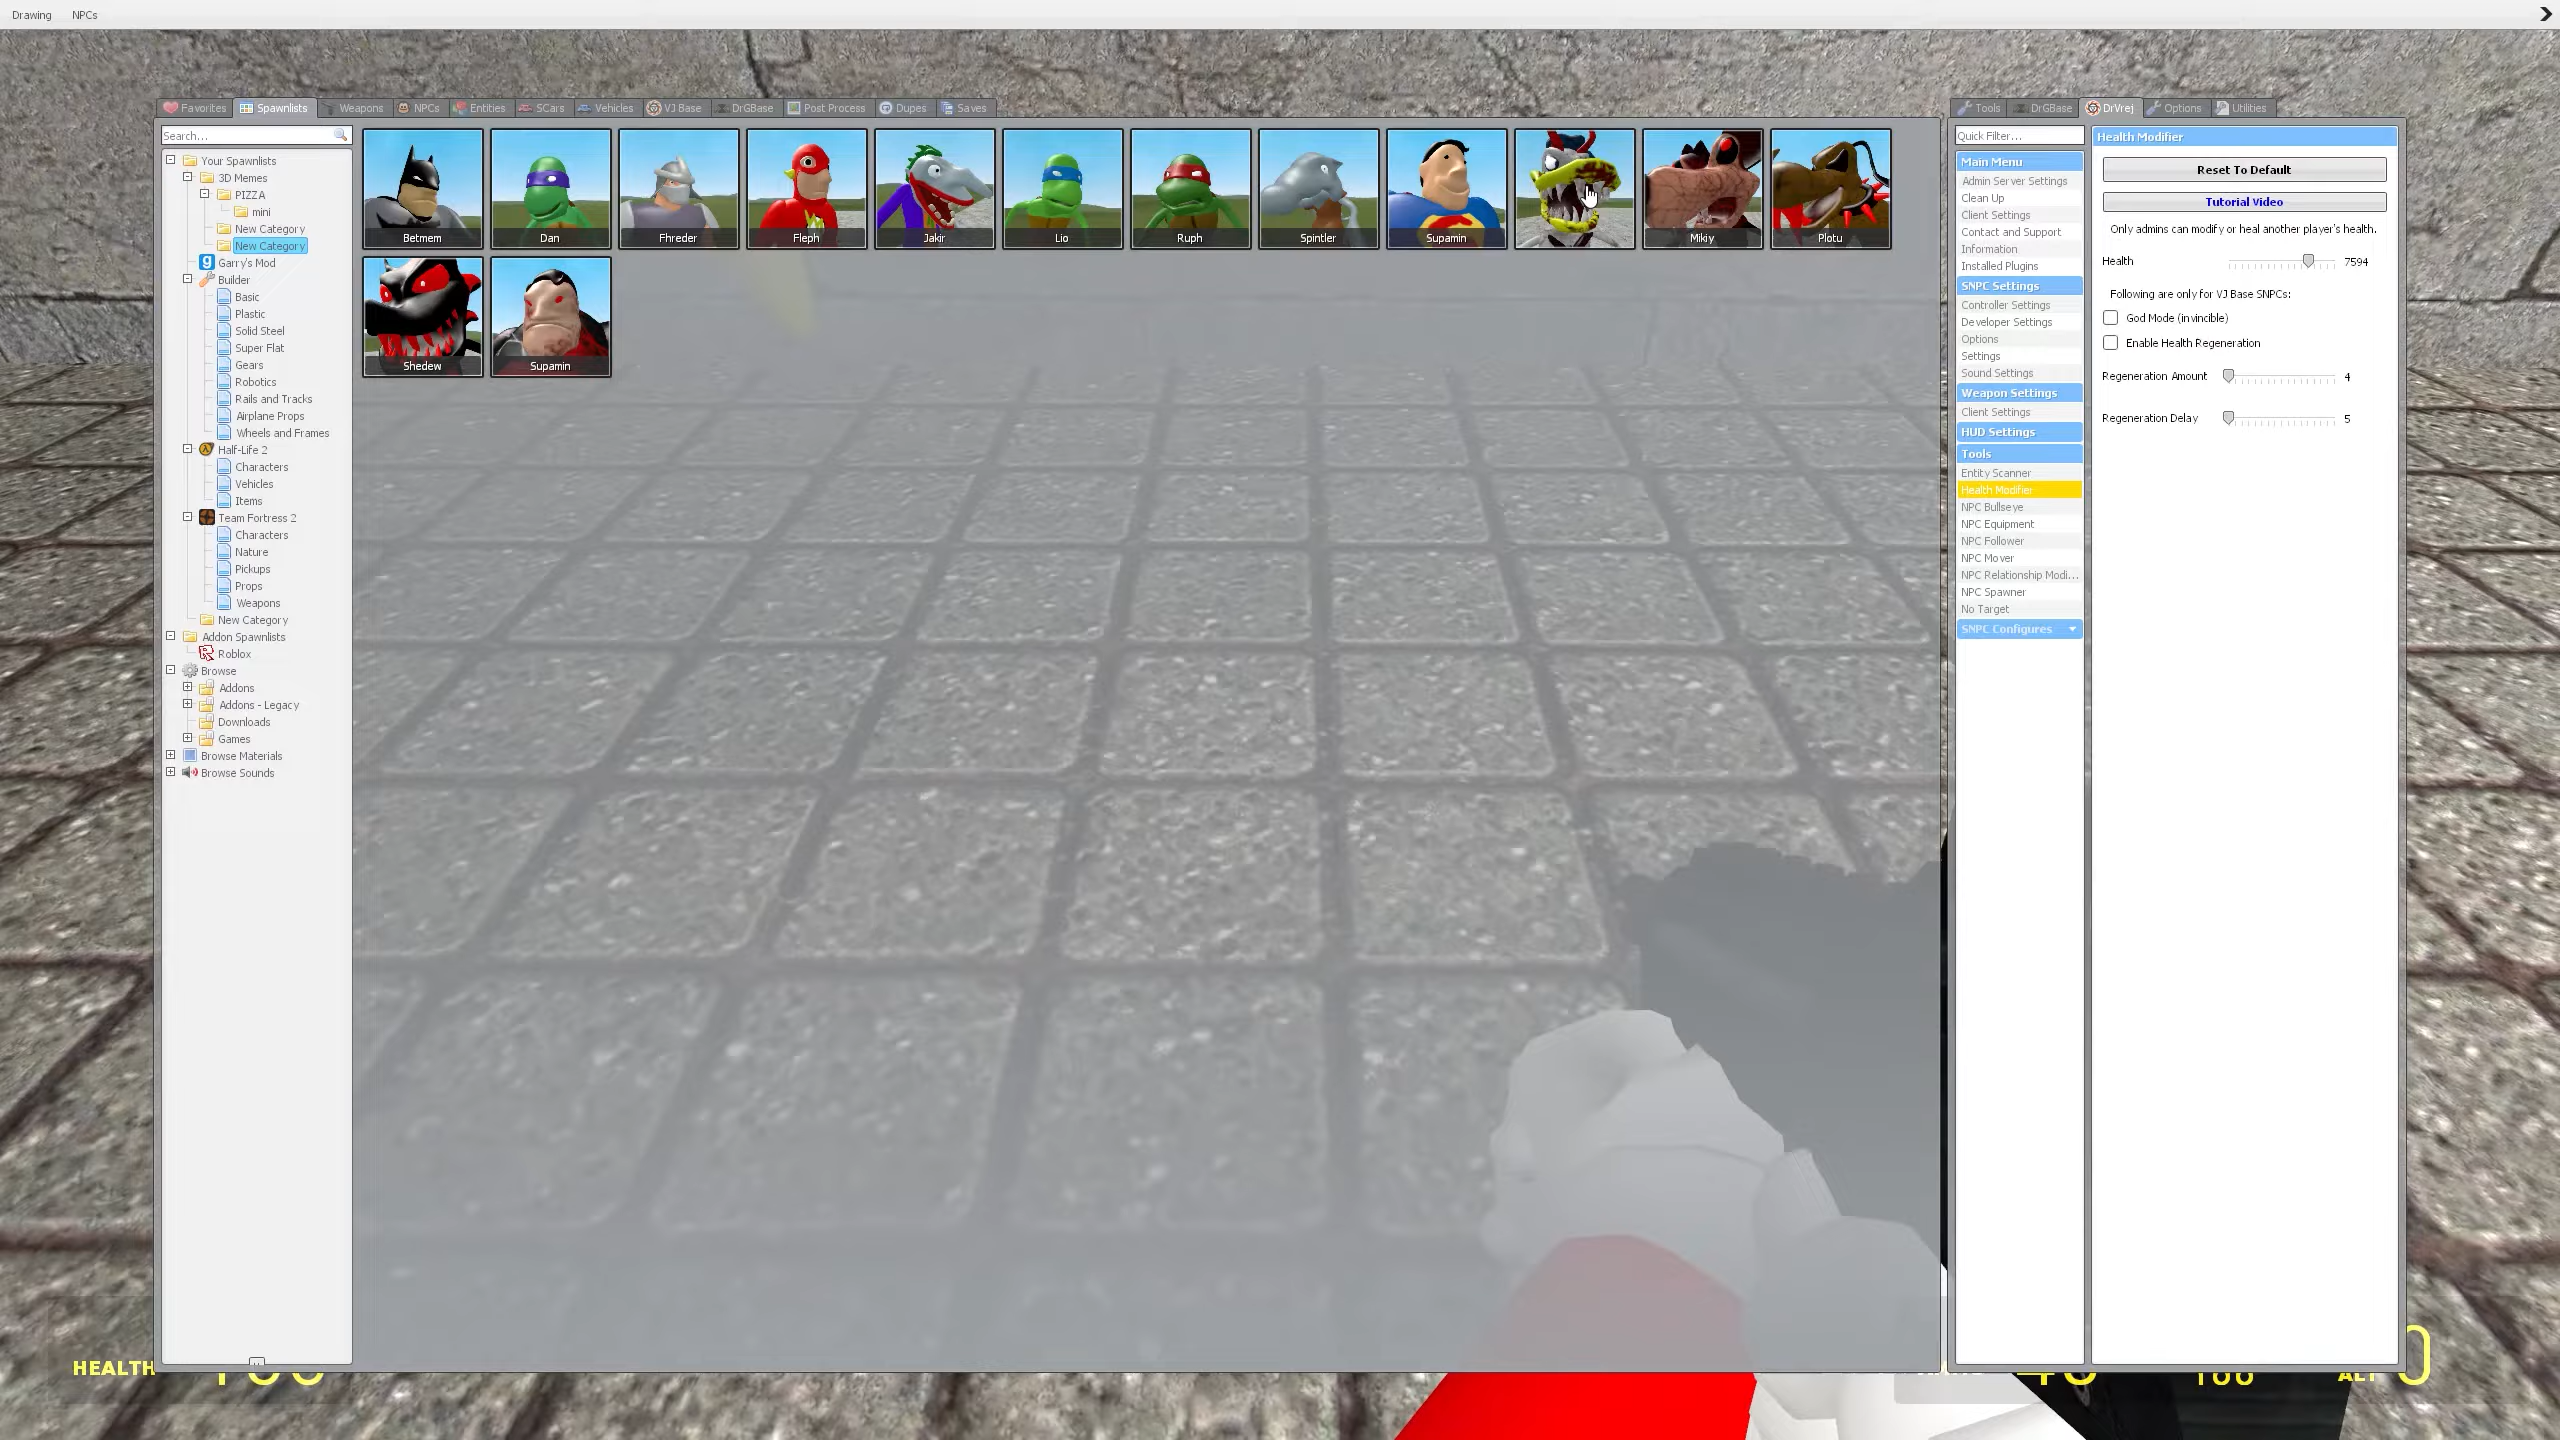 Drawing NPCs
Favorites Spawnlists Weapons NPCs Entities SCars Vehicles VJ Base DrGBase Post Process Dupes Saves
Search...
Your Spawnlists
3D Memes
PIZZA
mini
New Category
New Category
Garry's Mod
Builder
Basic
Plastic
Solid Steel
Super Flat
Gears
Robotics
Rails and Tracks
Airplane Props
Wheels and Frames
Half-Life 2
Characters
Vehicles
Items
Team Fortress 2
Characters
Nature
Pickups
Props
Weapons
New Category
Addon Spawnlists
Roblox
Browse
Addons
Addons - Legacy
Downloads
Games
Browse Materials
Browse Sounds
Betmem Dan Fhreder Fleph Jakir Lio Ruph Spintler Supamin Mikiy Plotu
Shedew Supamin
Tools DrGBase DrVrej Options Utilities
Quick Filter...
Main Menu
Admin Server Settings
Clean Up
Client Settings
Contact and Support
Information
Installed Plugins
SNPC Settings
Controller Settings
Developer Settings
Options
Settings
Sound Settings
Weapon Settings
Client Settings
HUD Settings
Tools
Entity Scanner
Health Modifier
NPC Bullseye
NPC Equipment
NPC Follower
NPC Mover
NPC Relationship Modi...
NPC Spawner
No Target
SNPC Configures
Health Modifier
Reset To Default
Tutorial Video
Only admins can modify or heal another player's health.
Health 7594
Following are only for VJ Base SNPCs:
God Mode (invincible)
Enable Health Regeneration
Regeneration Amount 4
Regeneration Delay 5
HEALTH